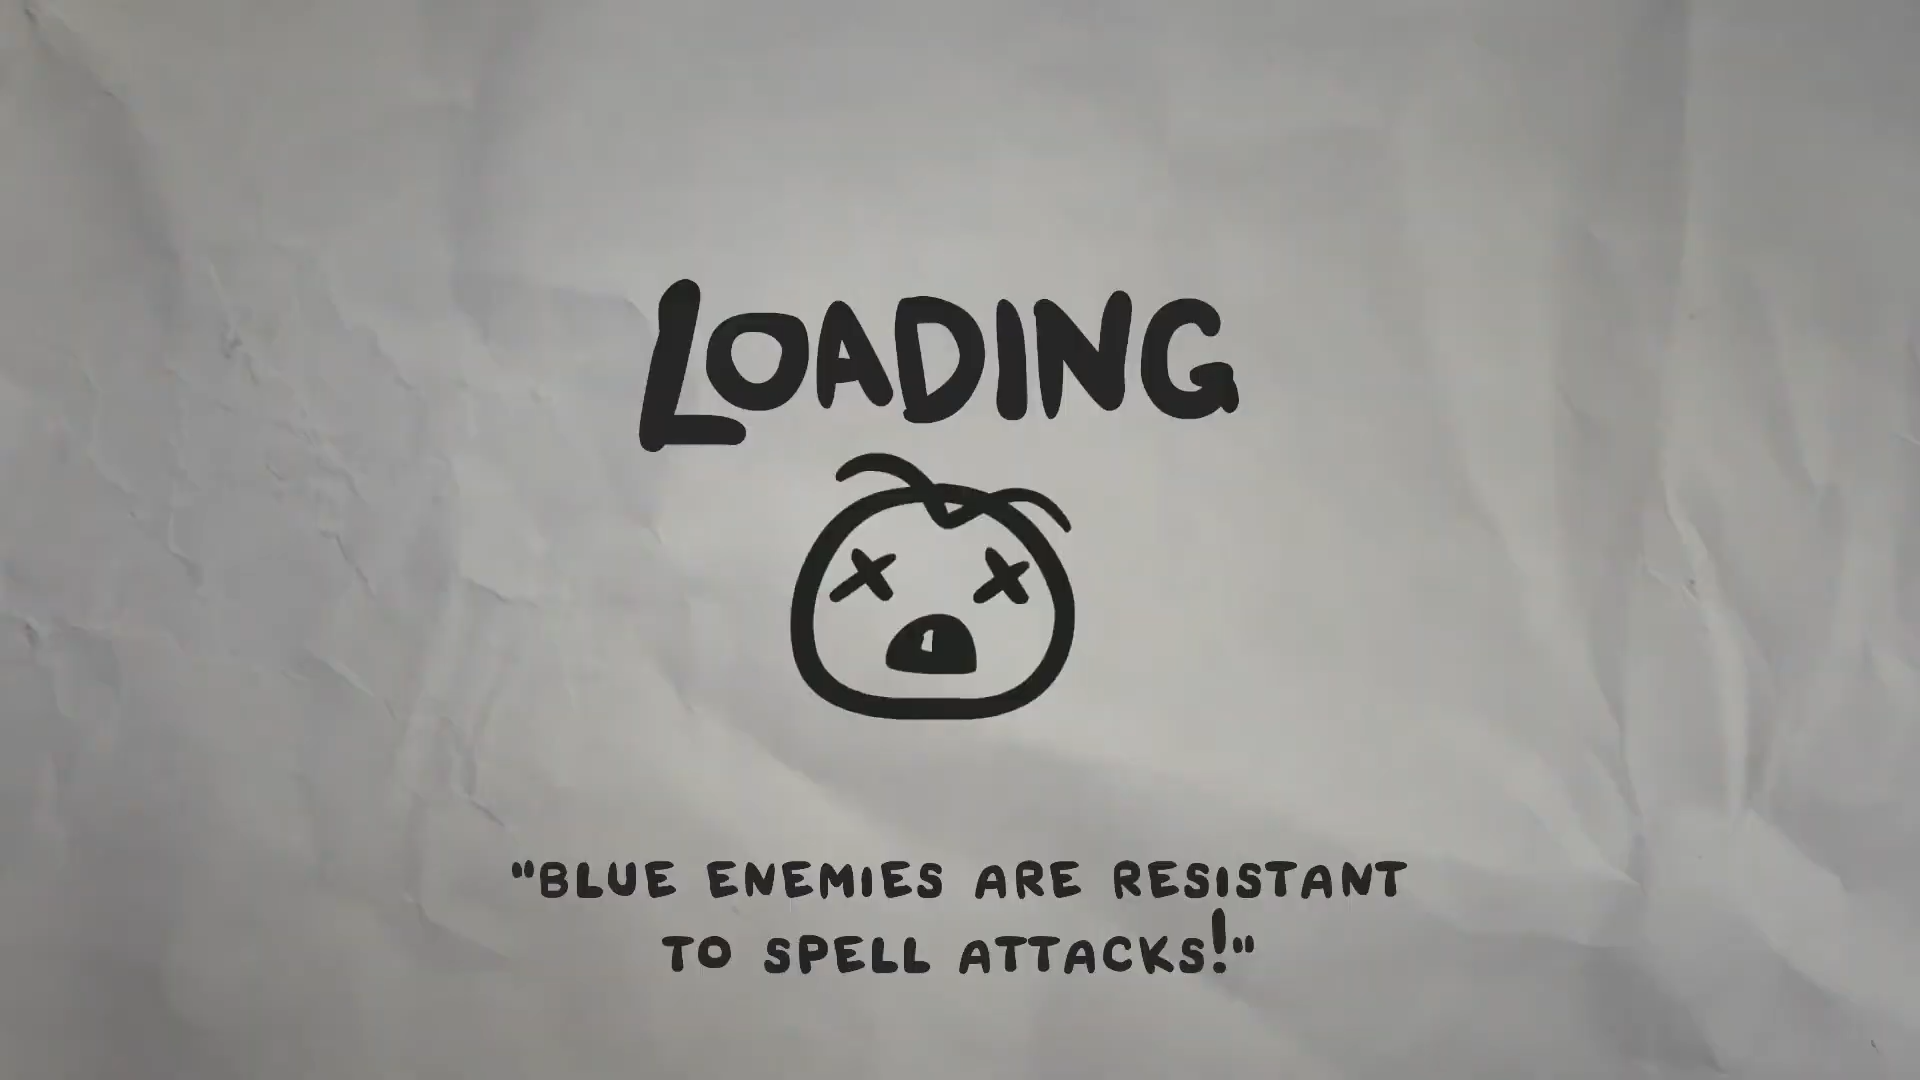 LOADING
"BLUE ENEMIES ARE RESISTANT
TO SPELL ATTACKS!"